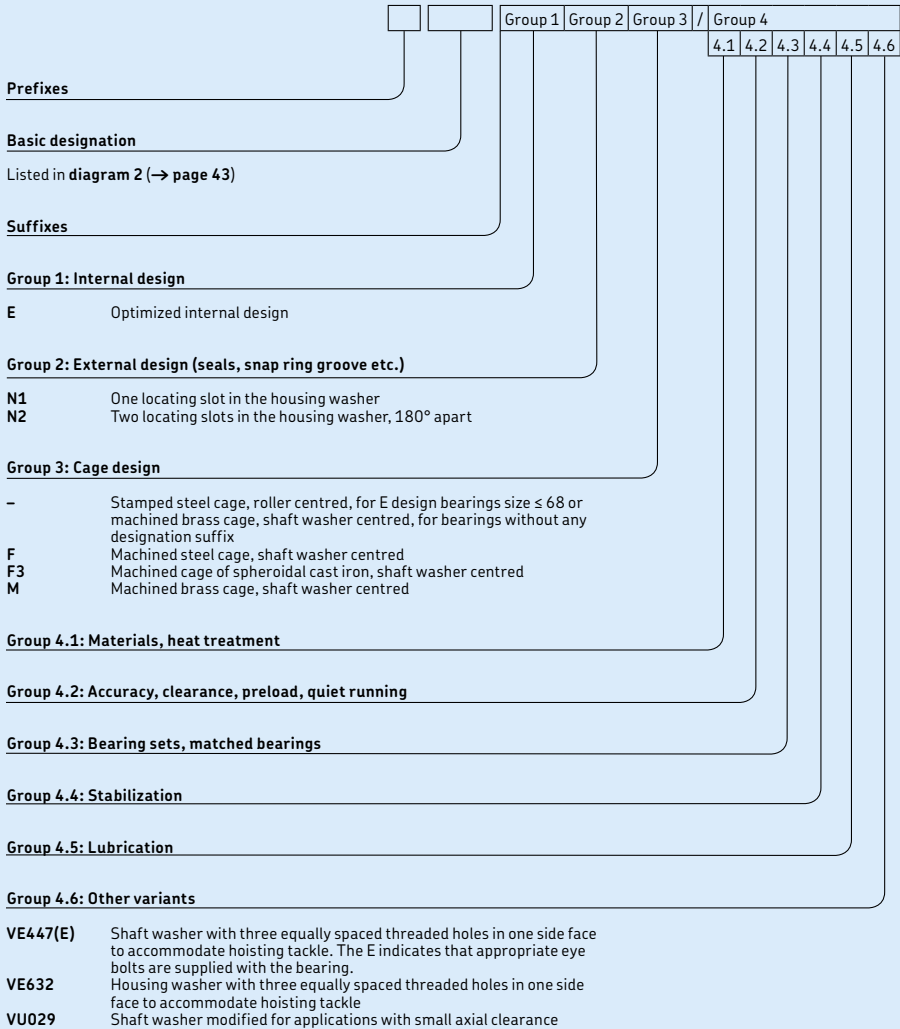 Group 1 Group 2 Group 3 / Group 4
4.1 4.2 4.3 4.4 4.5 4.6
Prefixes
Basic designation
Listed in diagram 2 (→ page 43)
Suffixes
Group 1: Internal design
E Optimized internal design
Group 2: External design (seals, snap ring groove etc.)
N1 One locating slot in the housing washer
N2 Two locating slots in the housing washer, 180° apart
Group 3: Cage design
– Stamped steel cage, roller centred, for E design bearings size ≤ 68 or
machined brass cage, shaft washer centred, for bearings without any
designation suffix
F Machined steel cage, shaft washer centred
F3 Machined cage of spheroidal cast iron, shaft washer centred
M Machined brass cage, shaft washer centred
Group 4.1: Materials, heat treatment
Group 4.2: Accuracy, clearance, preload, quiet running
Group 4.3: Bearing sets, matched bearings
Group 4.4: Stabilization
Group 4.5: Lubrication
Group 4.6: Other variants
VE447(E) Shaft washer with three equally spaced threaded holes in one side face
to accommodate hoisting tackle. The E indicates that appropriate eye
bolts are supplied with the bearing.
VE632 Housing washer with three equally spaced threaded holes in one side
face to accommodate hoisting tackle
VU029 Shaft washer modified for applications with small axial clearance